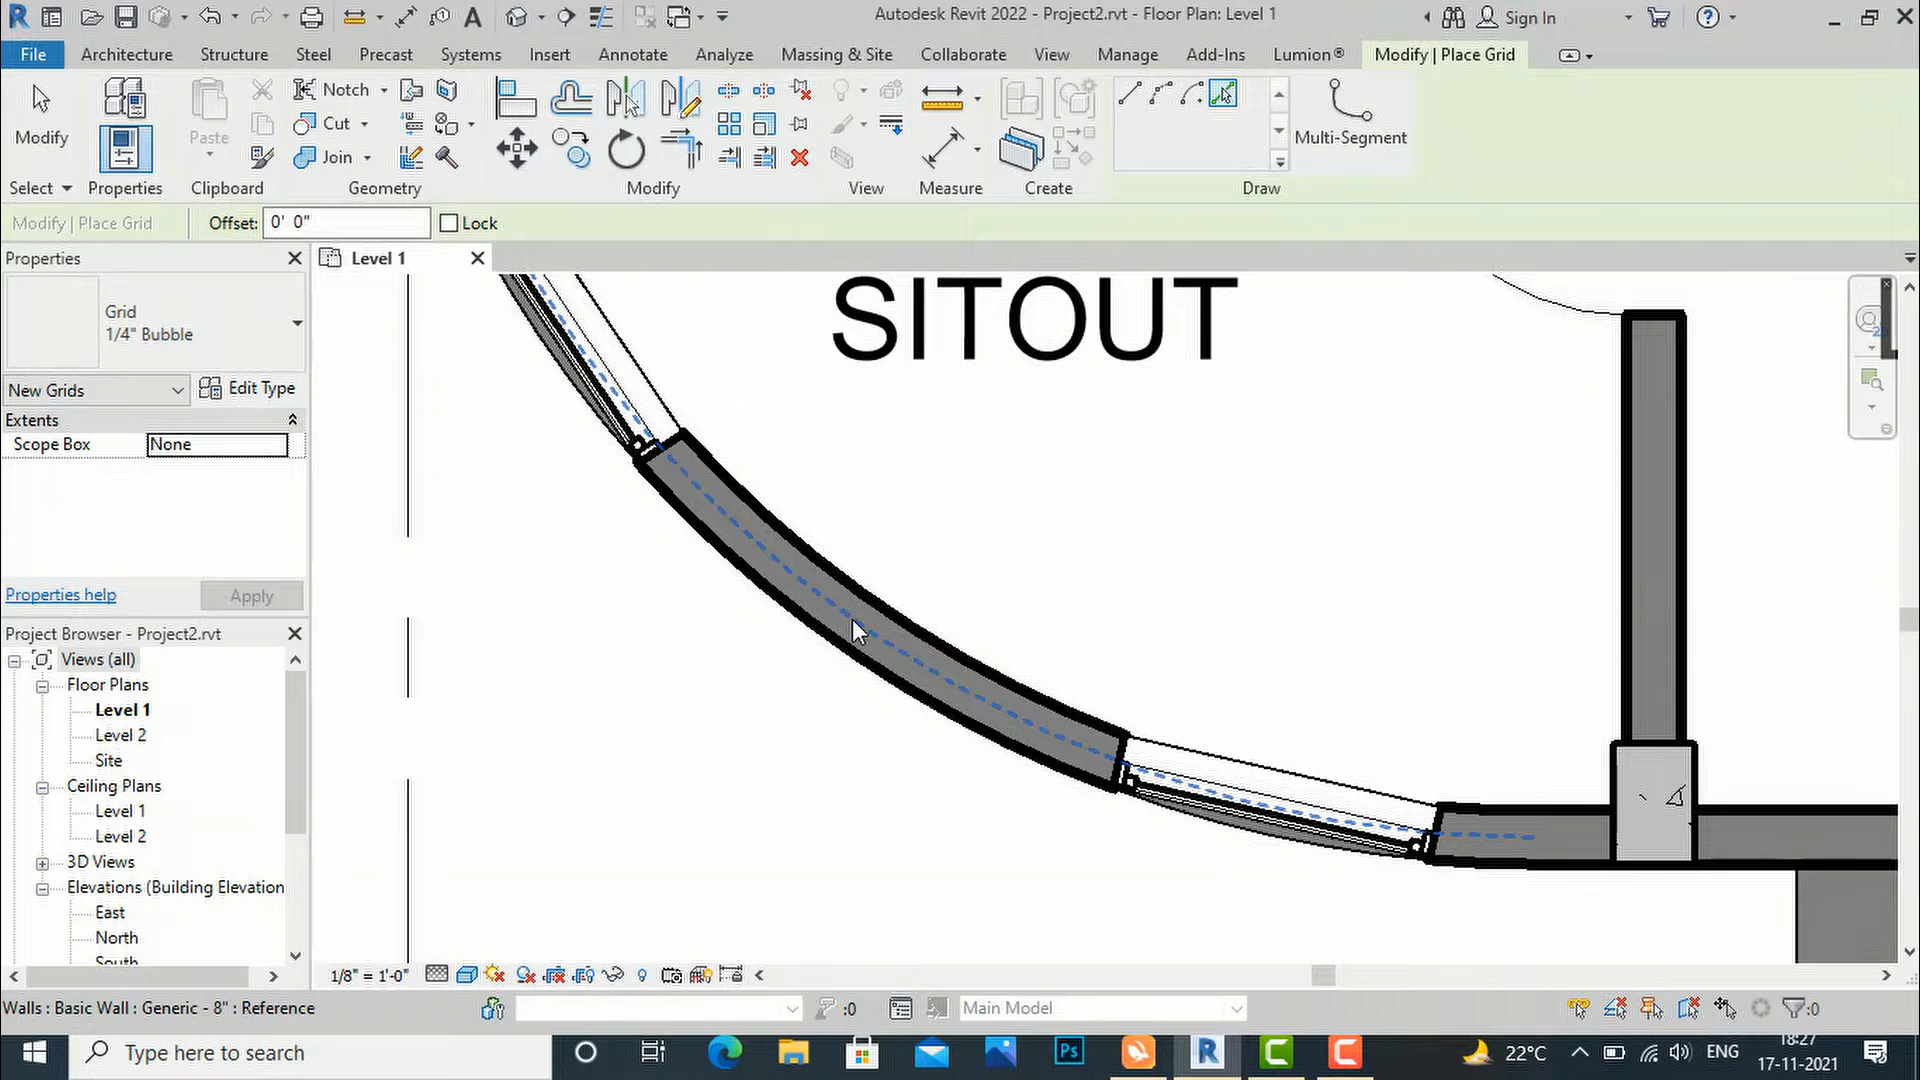 Autodesk Revit 2022 - Project2.rvt - Floor Plan: Level 1
Sign In
File
Architecture
Structure
Steel
Precast
Systems
Insert
Annotate
Analyze
Massing & Site
Collaborate
View
Manage
Add-Ins
Lumion®
Modify | Place Grid
Modify
Paste
Notch
Cut
Join
Multi-Segment
Select
Properties
Clipboard
Geometry
Modify
View
Measure
Create
Draw
Modify | Place Grid
Offset:
0' 0"
Lock
Properties
Level 1
Grid
1/4" Bubble
New Grids
Edit Type
Extents
Scope Box
None
Properties help
Apply
SITOUT
Project Browser - Project2.rvt
Views (all)
Floor Plans
Level 1
Level 2
Site
Ceiling Plans
Level 1
Level 2
3D Views
Elevations (Building Elevation
East
North
South
1/8" = 1'-0"
Walls : Basic Wall : Generic - 8" : Reference
:0
Main Model
:0
Type here to search
Ps
22°C
ENG
18:27
17-11-2021